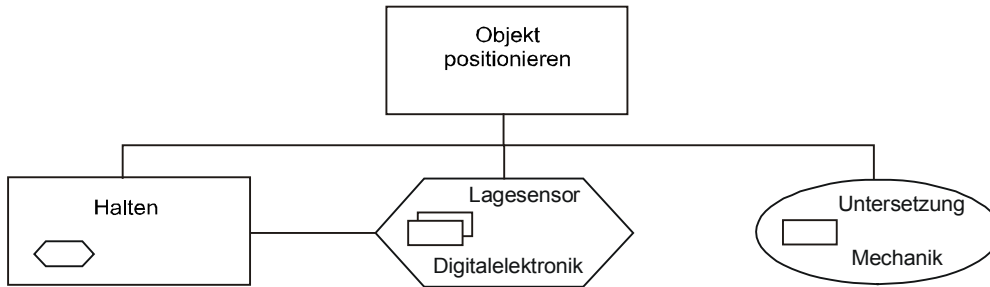 Objekt
positionieren
Halten
Lagesensor
Digitalelektronik
Untersetzung
Mechanik